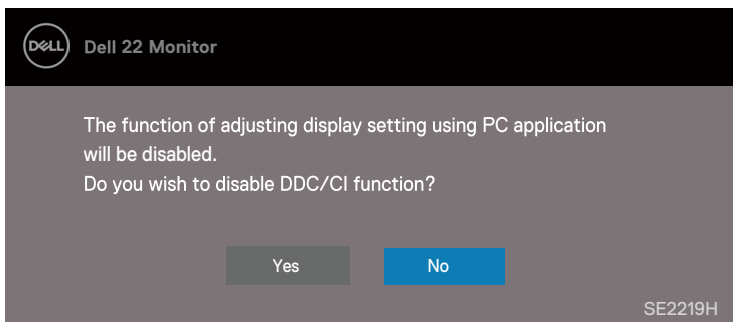 DELL
Dell 22 Monitor
The function of adjusting display setting using PC application
will be disabled.
Do you wish to disable DDC/CI function?
Yes No
SE2219H